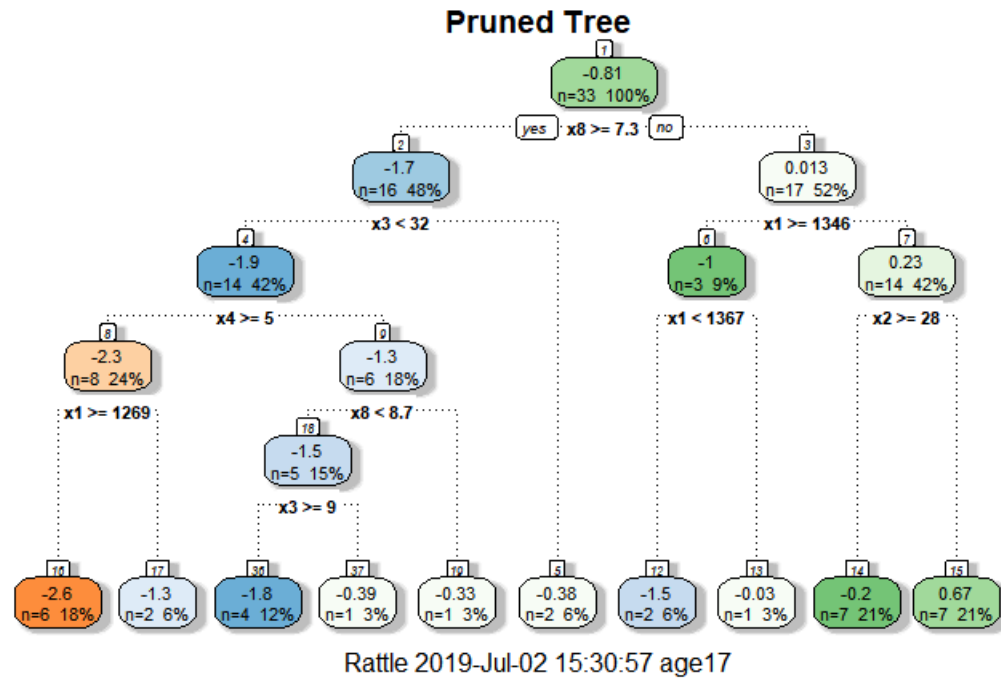 Pruned Tree
1
-0.81
n=33 100%
yes x8 >= 7.3 no
2
-1.7
n=16 48%
3
0.013
n=17 52%
x3 < 32
x1 >= 1346
4
-1.9
n=14 42%
6
-1
n=3 9%
7
0.23
n=14 42%
x4 >= 5
x1 < 1367
x2 >= 28
8
-2.3
n=8 24%
9
-1.3
n=6 18%
x1 >= 1269
x8 < 8.7
18
-1.5
n=5 15%
x3 >= 9
16
-2.6
n=6 18%
17
-1.3
n=2 6%
36
-1.8
n=4 12%
37
-0.39
n=1 3%
19
-0.33
n=1 3%
5
-0.38
n=2 6%
12
-1.5
n=2 6%
13
-0.03
n=1 3%
14
-0.2
n=7 21%
15
0.67
n=7 21%
Rattle 2019-Jul-02 15:30:57 age17